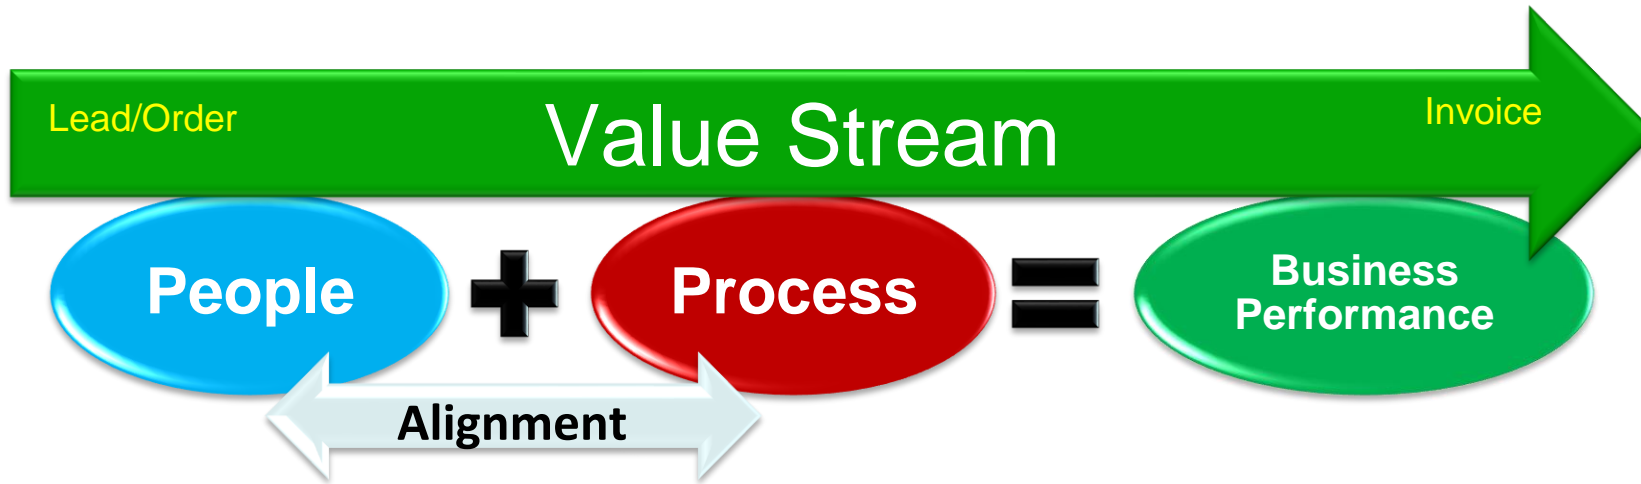 Lead/Order
Value Stream
Invoice
People
Process
Business
Performance
Alignment